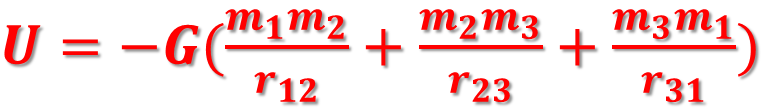 U = −G(m₁m₂/r₁₂ + m₂m₃/r₂₃ + m₃m₁/r₃₁)